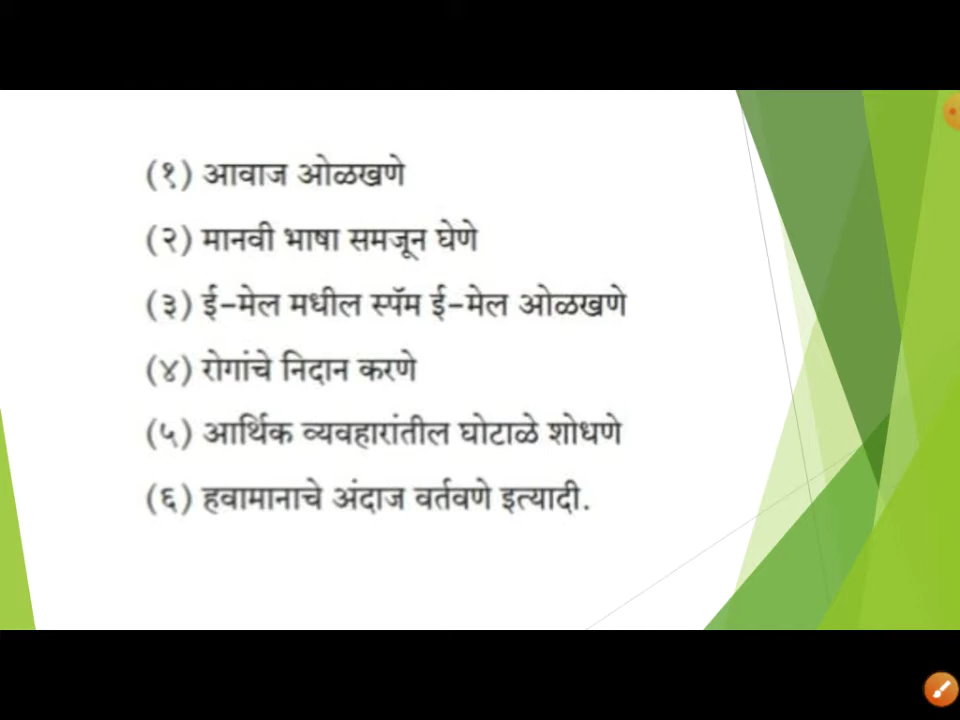 (१) आवाज ओळखणे
(२) मानवी भाषा समजून घेणे
(३) ई-मेल मधील स्पॅम ई-मेल ओळखणे
(४) रोगांचे निदान करणे
(५) आर्थिक व्यवहारांतील घोटाळे शोधणे
(६) हवामानाचे अंदाज वर्तवणे इत्यादी.